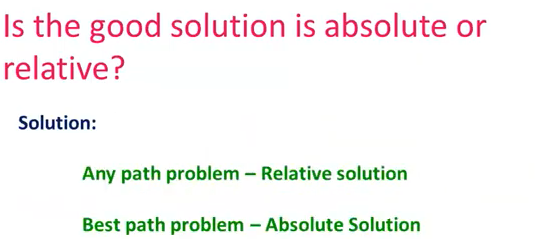 Is the good solution is absolute or
relative?
Solution:
Any path problem – Relative solution
Best path problem – Absolute Solution